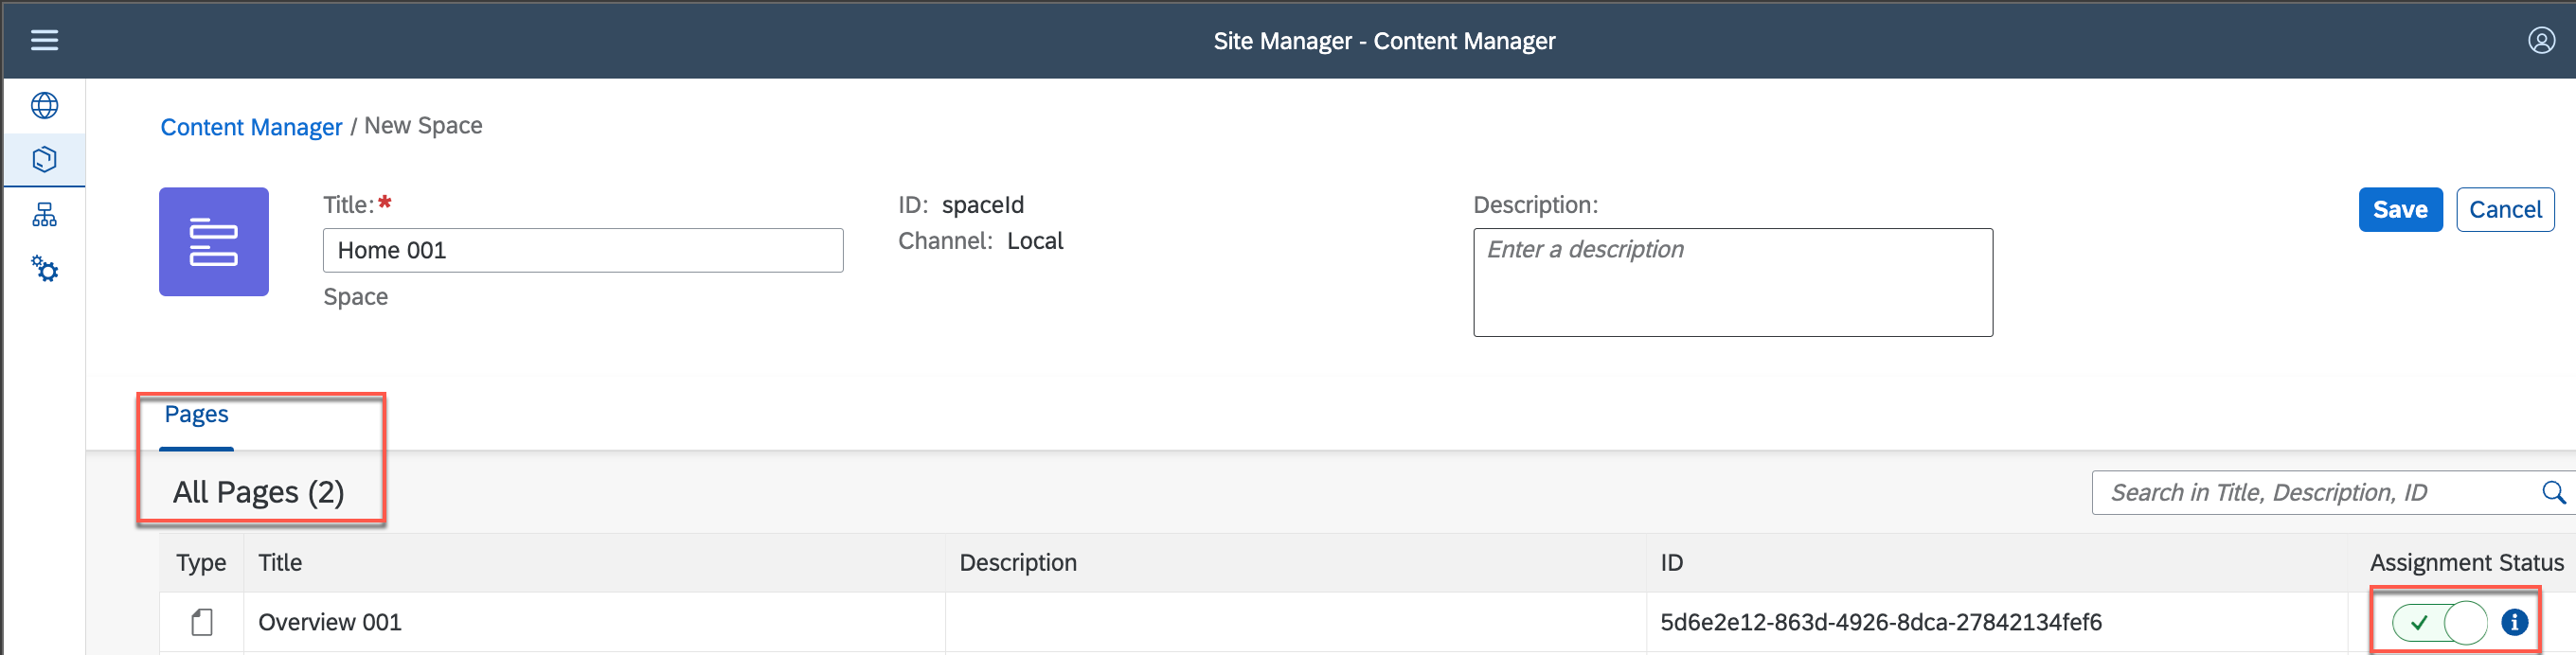 Site Manager - Content Manager
Content Manager / New Space
Title:*
Home 001
Space
ID: spaceId
Channel: Local
Description:
Enter a description
Save
Cancel
Pages
All Pages (2)
Search in Title, Description, ID
Type Title Description ID Assignment Status
Overview 001 5d6e2e12-863d-4926-8dca-27842134fef6